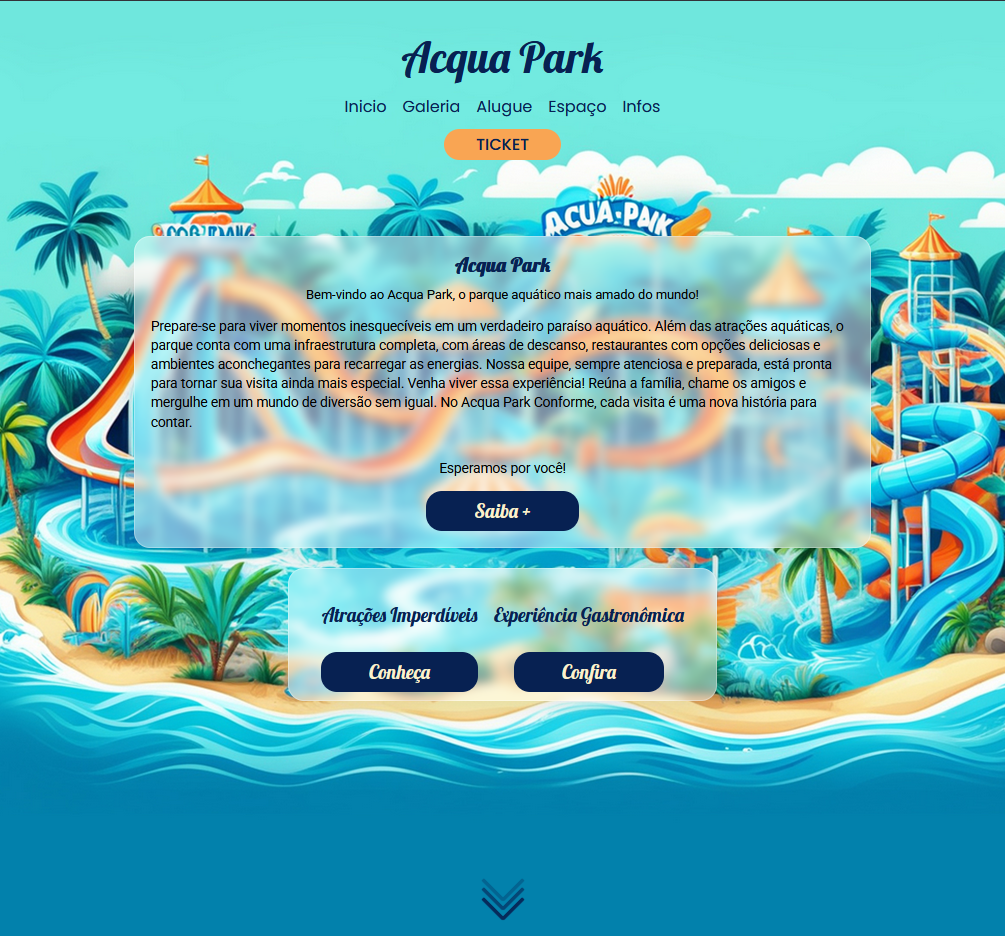 Acqua Park
Inicio Galeria Alugue Espaço Infos
TICKET
ACUA·PAIK
Acqua Park
Bem-vindo ao Acqua Park, o parque aquático mais amado do mundo!
Prepare-se para viver momentos inesquecíveis em um verdadeiro paraíso aquático. Além das atrações aquáticas, o
parque conta com uma infraestrutura completa, com áreas de descanso, restaurantes com opções deliciosas e
ambientes aconchegantes para recarregar as energias. Nossa equipe, sempre atenciosa e preparada, está pronta
para tornar sua visita ainda mais especial. Venha viver essa experiência! Reúna a família, chame os amigos e
mergulhe em um mundo de diversão sem igual. No Acqua Park Conforme, cada visita é uma nova história para
contar.
Esperamos por você!
Saiba +
Atrações Imperdíveis Experiência Gastronômica
Conheça Confira